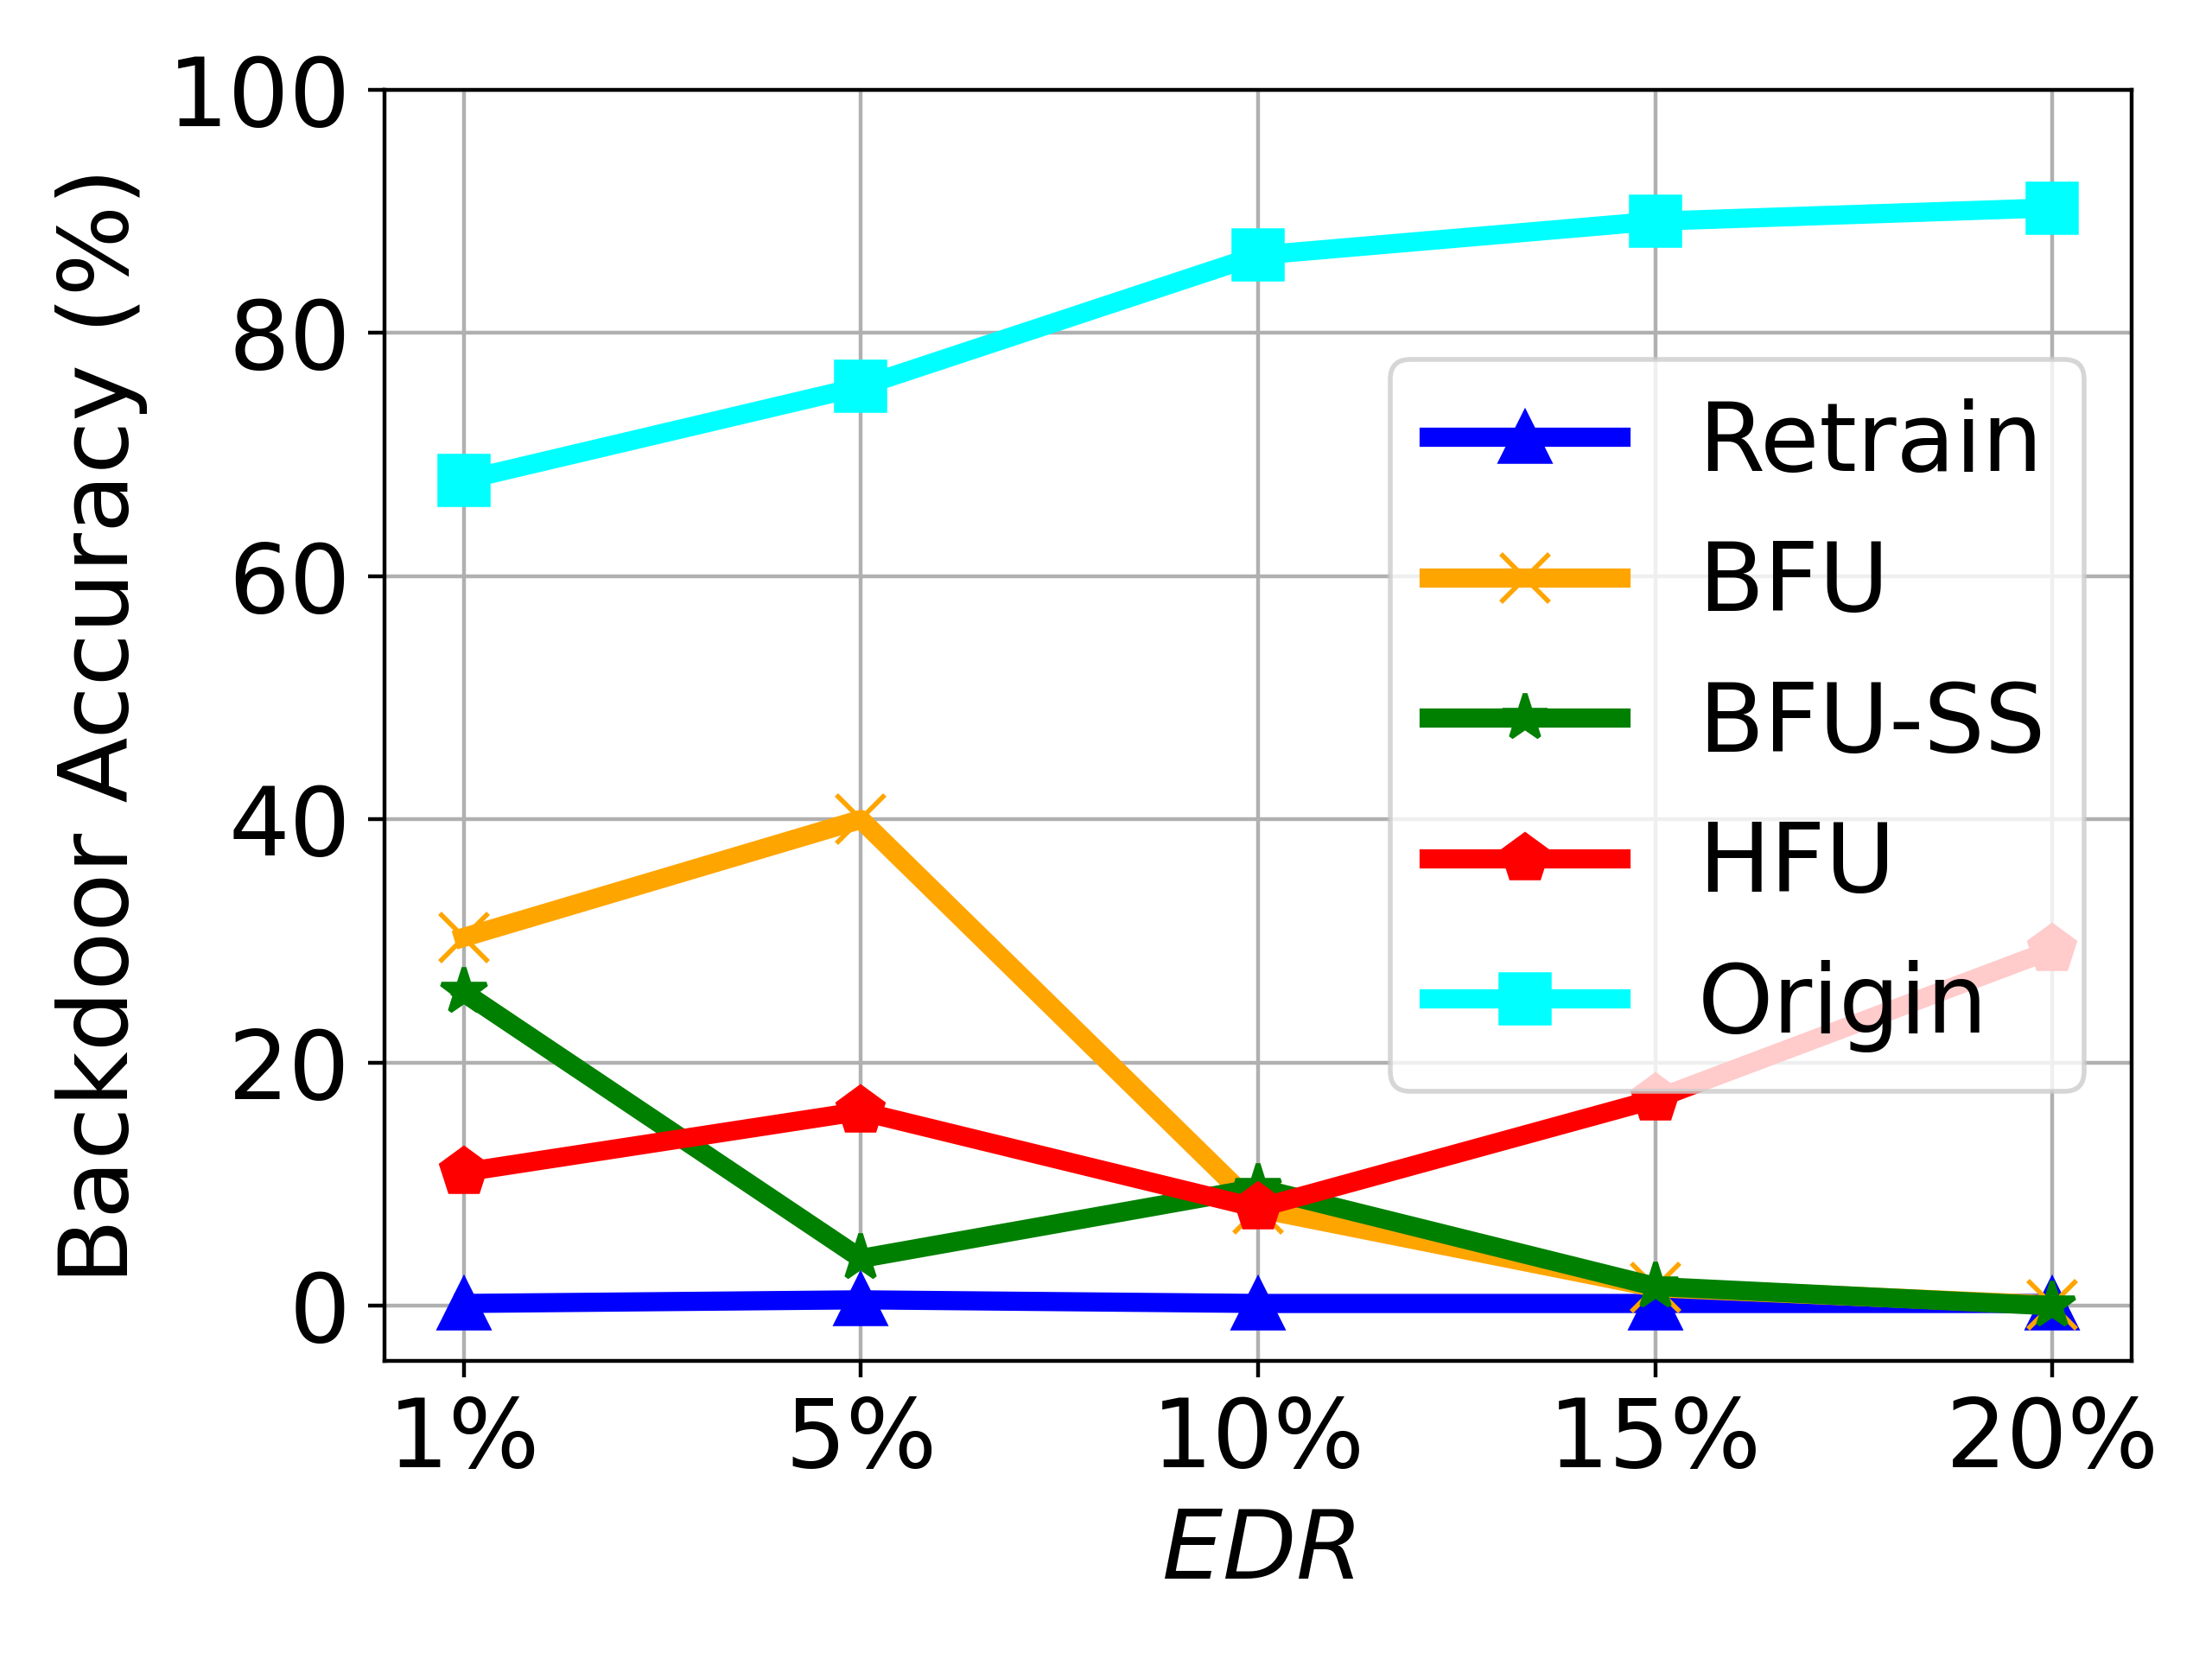 Backdoor Accuracy (%)
100
80
60
40
20
0
Retrain
BFU
BFU-SS
HFU
Origin
1% 5% 10% 15% 20%
EDR